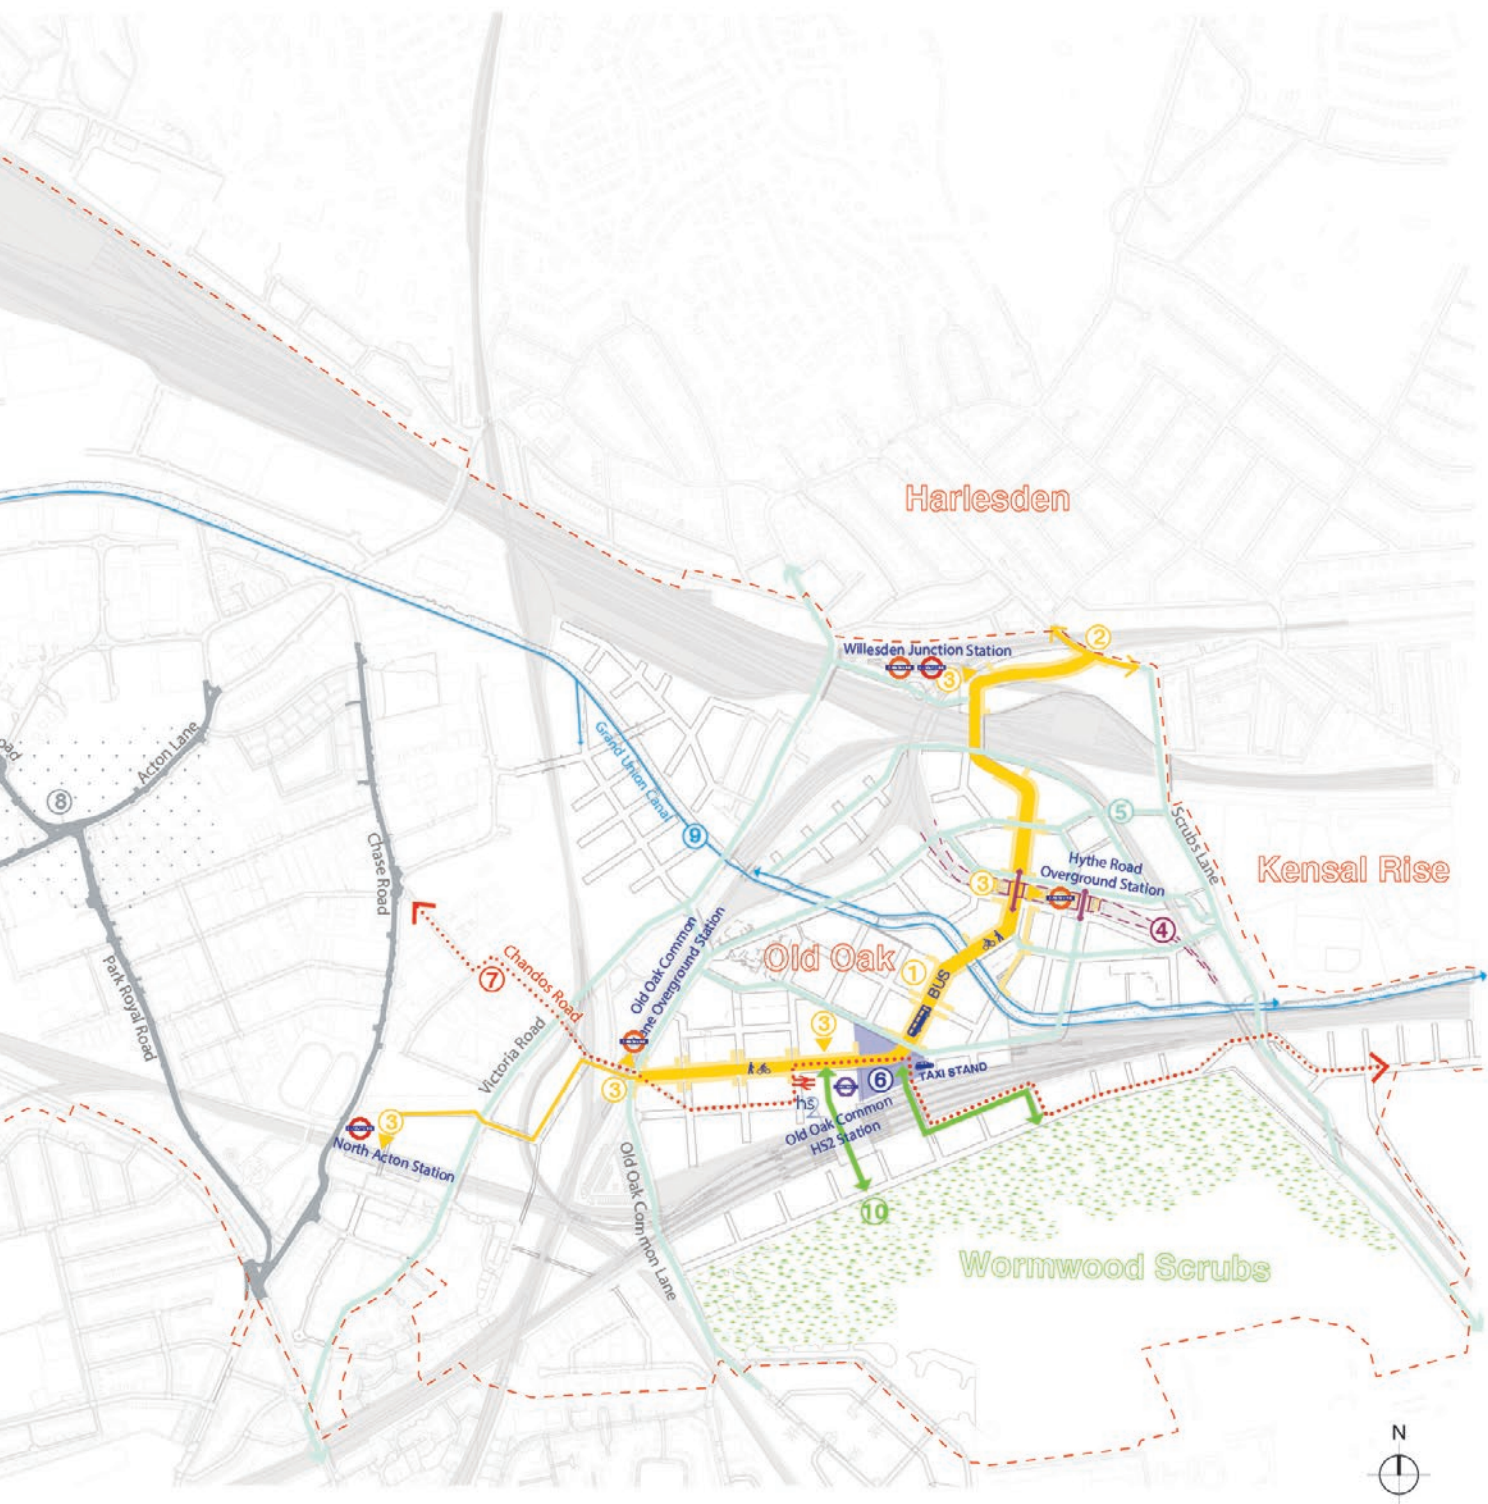 Harlesden
2
Willesden Junction Station
3
Grand Union Canal
Acton Lane
8
9
5
Scrubs Lane
Chase Road
Hythe Road
Overground Station
3
Kensal Rise
4
Old Oak Common
Lane Overground Station
Old Oak
1
BUS
Chandos Road
7
Park Royal Road
Victoria Road
3
3
6
TAXI STAND
hs2
Old Oak Common
HS2 Station
3
North Acton Station
Old Oak Common Lane
10
Wormwood Scrubs
N